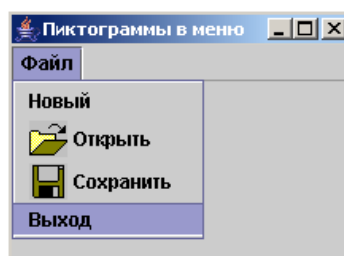 Пиктограммы в меню
Файл
Новый
Открыть
Сохранить
Выход